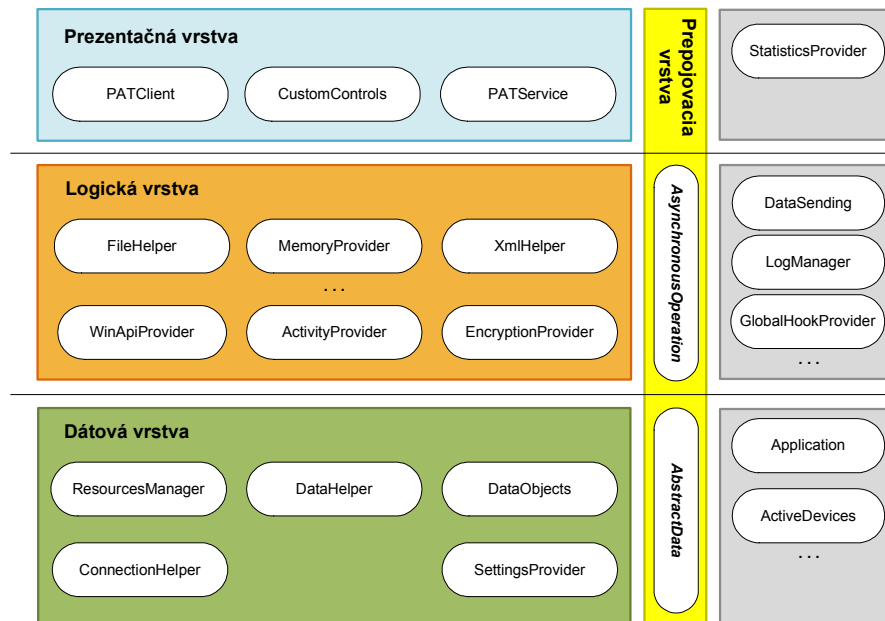 Prezentačná vrstva
PATClient
CustomControls
PATService
Prepojovacia
vrstva
StatisticsProvider
Logická vrstva
FileHelper
MemoryProvider
XmlHelper
. . .
WinApiProvider
ActivityProvider
EncryptionProvider
AsynchronousOperation
DataSending
LogManager
GlobalHookProvider
. . .
Dátová vrstva
ResourcesManager
DataHelper
DataObjects
ConnectionHelper
SettingsProvider
AbstractData
Application
ActiveDevices
. . .